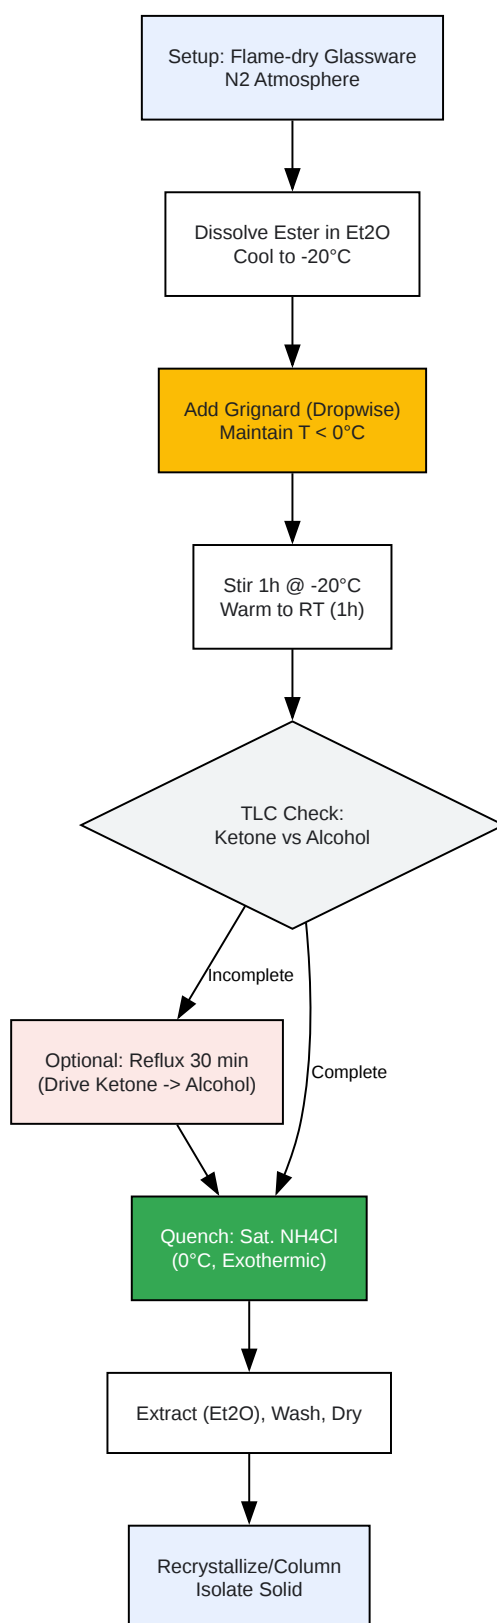 Setup: Flame-dry Glassware
N2 Atmosphere
Dissolve Ester in Et2O
Cool to -20°C
Add Grignard (Dropwise)
Maintain T < 0°C
Stir 1h @ -20°C
Warm to RT (1h)
TLC Check:
Ketone vs Alcohol
Incomplete
Optional: Reflux 30 min
(Drive Ketone -> Alcohol)
Complete
Quench: Sat. NH4Cl
(0°C, Exothermic)
Extract (Et2O), Wash, Dry
Recrystallize/Column
Isolate Solid